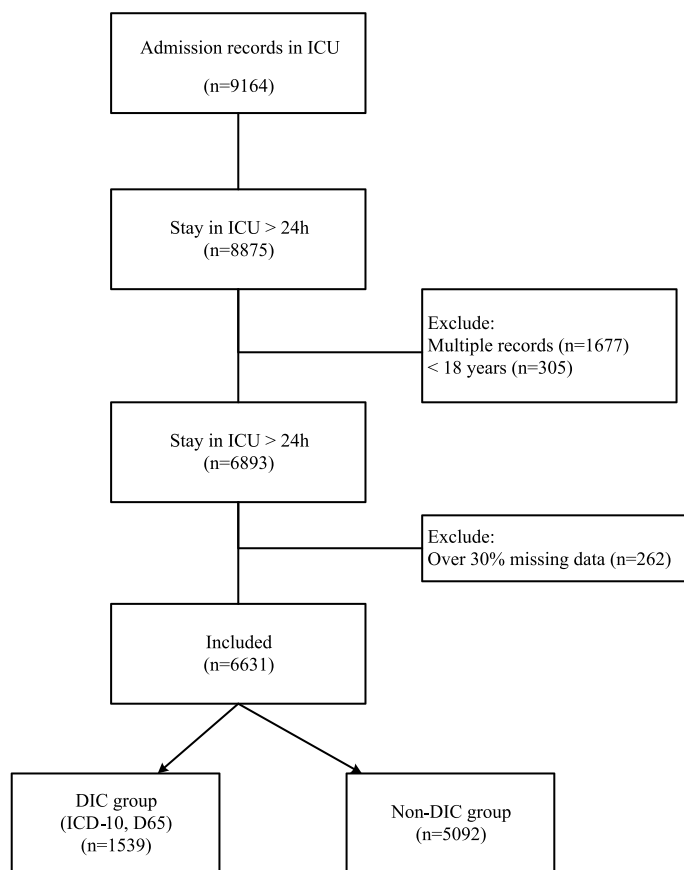 Admission records in ICU
(n=9164)
Stay in ICU > 24h
(n=8875)
Exclude:
Multiple records (n=1677)
< 18 years (n=305)
Stay in ICU > 24h
(n=6893)
Exclude:
Over 30% missing data (n=262)
Included
(n=6631)
DIC group
(ICD-10, D65)
(n=1539)
Non-DIC group
(n=5092)